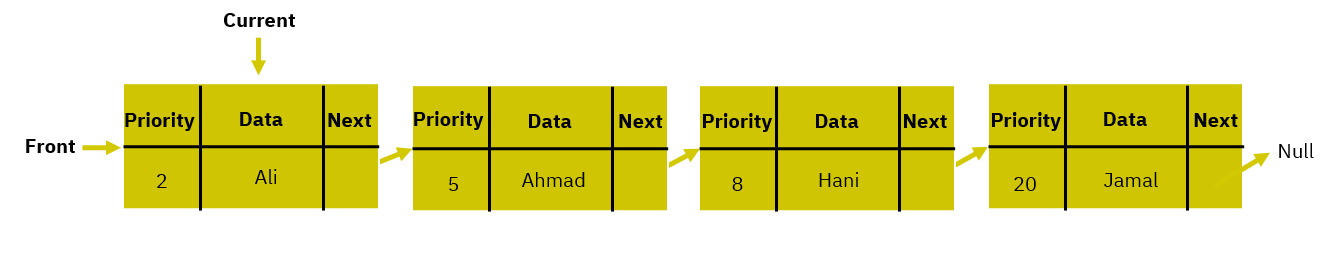 Current
Priority Data Next
Priority Data Next
Priority Data Next
Priority Data Next
Front
Null
2 Ali
5 Ahmad
8 Hani
20 Jamal